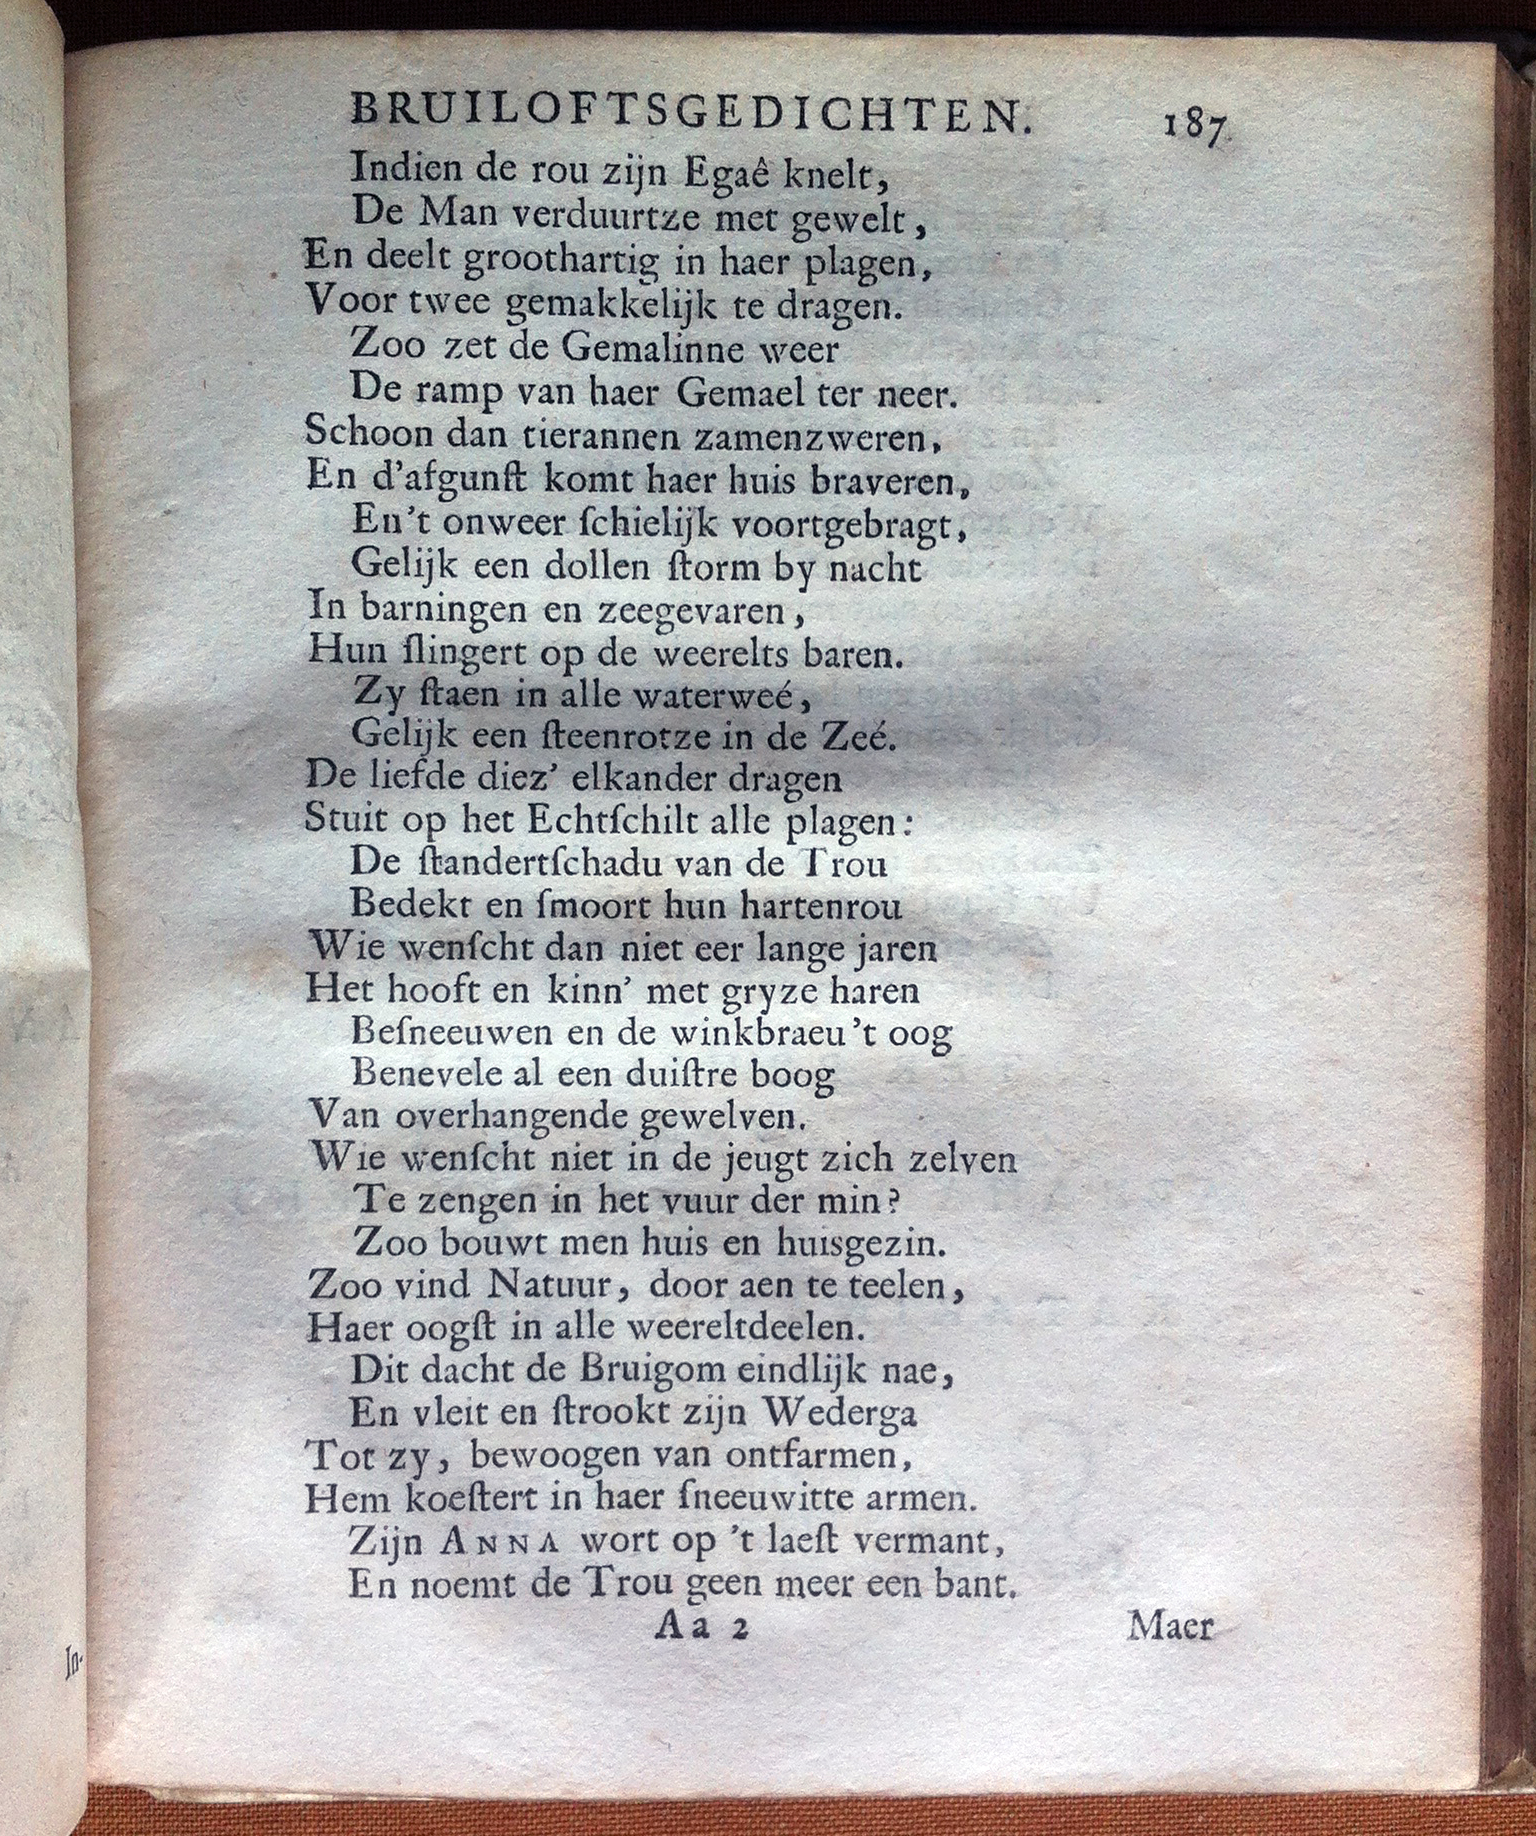 BRUILOFTSGEDICHTEN. 187
Indien de rou zijn Egaê knelt,
De Man verduurtze met gewelt,
En deelt groothartig in haer plagen,
Voor twee gemakkelijk te dragen.
Zoo zet de Gemalinne weer
De ramp van haer Gemael ter neer.
Schoon dan tierannen zamenzweren,
En d'afgunſt komt haer huis braveren,
En't onweer ſchielijk voortgebragt,
Gelijk een dollen ſtorm by nacht
In barningen en zeegevaren,
Hun ſlingert op de weerelts baren.
Zy ſtaen in alle waterweé,
Gelijk een ſteenrotze in de Zeé.
De liefde diez' elkander dragen
Stuit op het Echtſchilt alle plagen:
De ſtandertſchadu van de Trou
Bedekt en ſmoort hun hartenrou
Wie wenſcht dan niet eer lange jaren
Het hooft en kinn' met gryze haren
Beſneeuwen en de winkbraeu't oog
Benevele al een duiſtre boog
Van overhangende gewelven.
Wie wenſcht niet in de jeugt zich zelven
Te zengen in het vuur der min?
Zoo bouwt men huis en huisgezin.
Zoo vind Natuur, door aen te teelen,
Haer oogſt in alle weereltdeelen.
Dit dacht de Bruigom eindlijk nae,
En vleit en ſtrookt zijn Wederga
Tot zy, bewoogen van ontfarmen,
Hem koeſtert in haer ſneeuwitte armen.
Zijn ANNA wort op 't laeſt vermant,
En noemt de Trou geen meer een bant.
Aa 2 Maer
In-